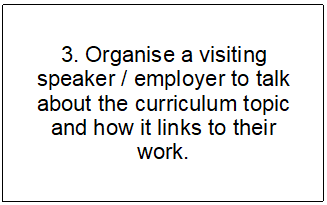 3. Organise a visiting
speaker / employer to talk
about the curriculum topic
and how it links to their
work.